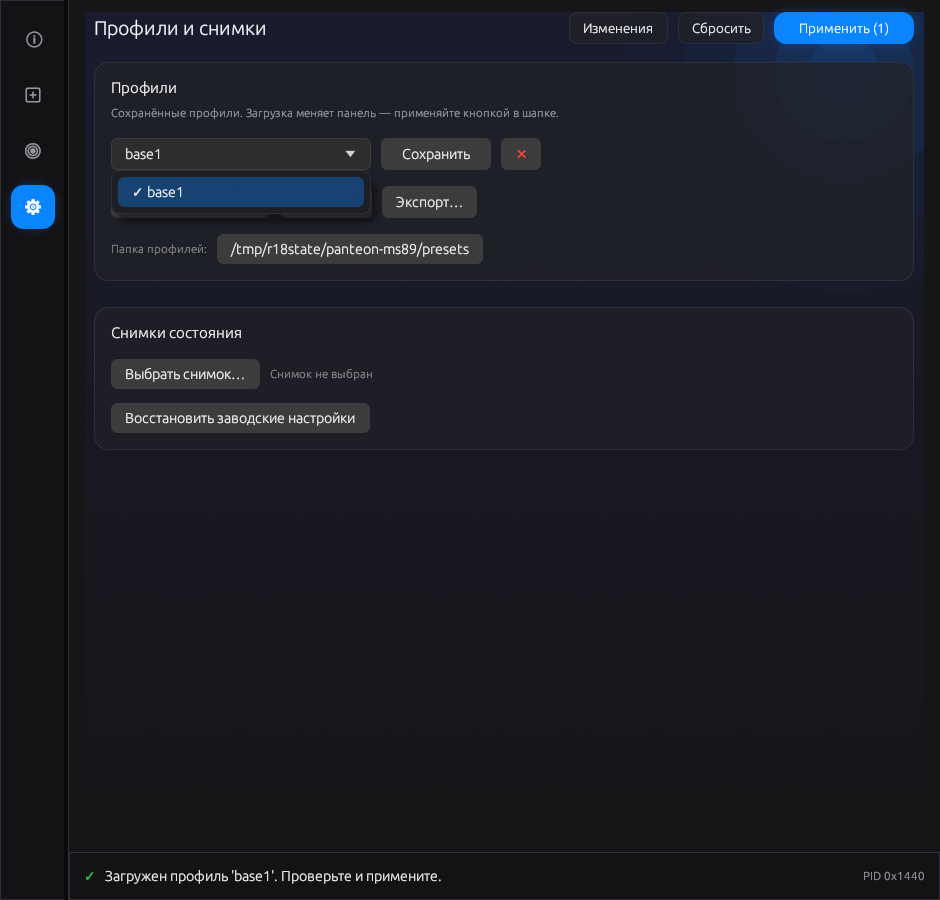 Профили и снимки
Изменения
Сбросить
Применить (1)
Профили
Сохранённые профили. Загрузка меняет панель — применяйте кнопкой в шапке.
base1
Сохранить
✓ base1
Экспорт...
Папка профилей:
/tmp/r18state/panteon-ms89/presets
Снимки состояния
Выбрать снимок...
Снимок не выбран
Восстановить заводские настройки
✓ Загружен профиль 'base1'. Проверьте и примените.
PID 0x1440